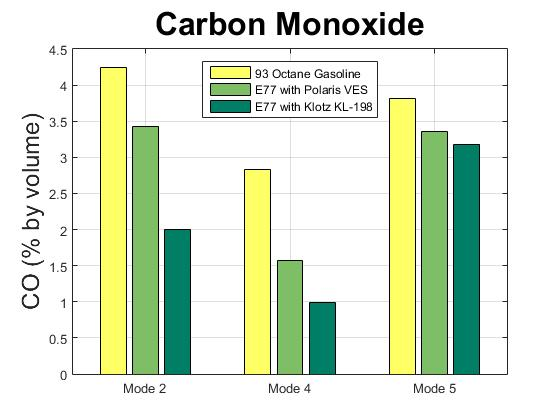 Carbon Monoxide
CO (% by volume)
4.5
4
3.5
3
2.5
2
1.5
1
0.5
0
93 Octane Gasoline
E77 with Polaris VES
E77 with Klotz KL-198
Mode 2
Mode 4
Mode 5